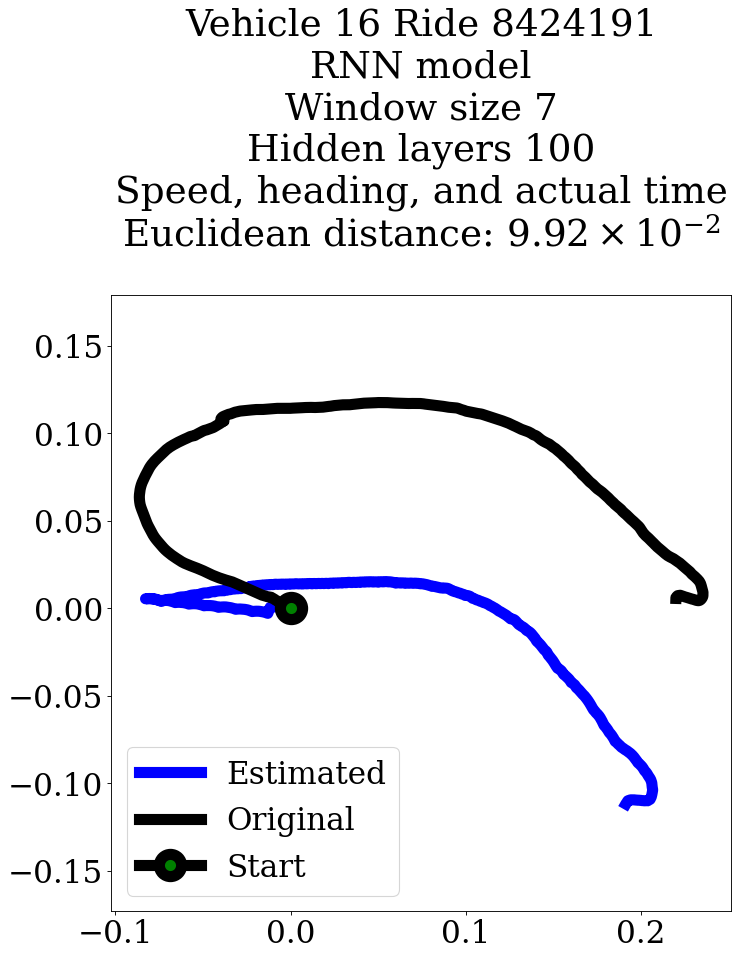 Vehicle 16 Ride 8424191
RNN model
Window size 7
Hidden layers 100
Speed, heading, and actual time
Euclidean distance: 9.92 × 10⁻²
0.15
0.10
0.05
0.00
−0.05
−0.10
−0.15
Estimated
Original
Start
−0.1 0.0 0.1 0.2